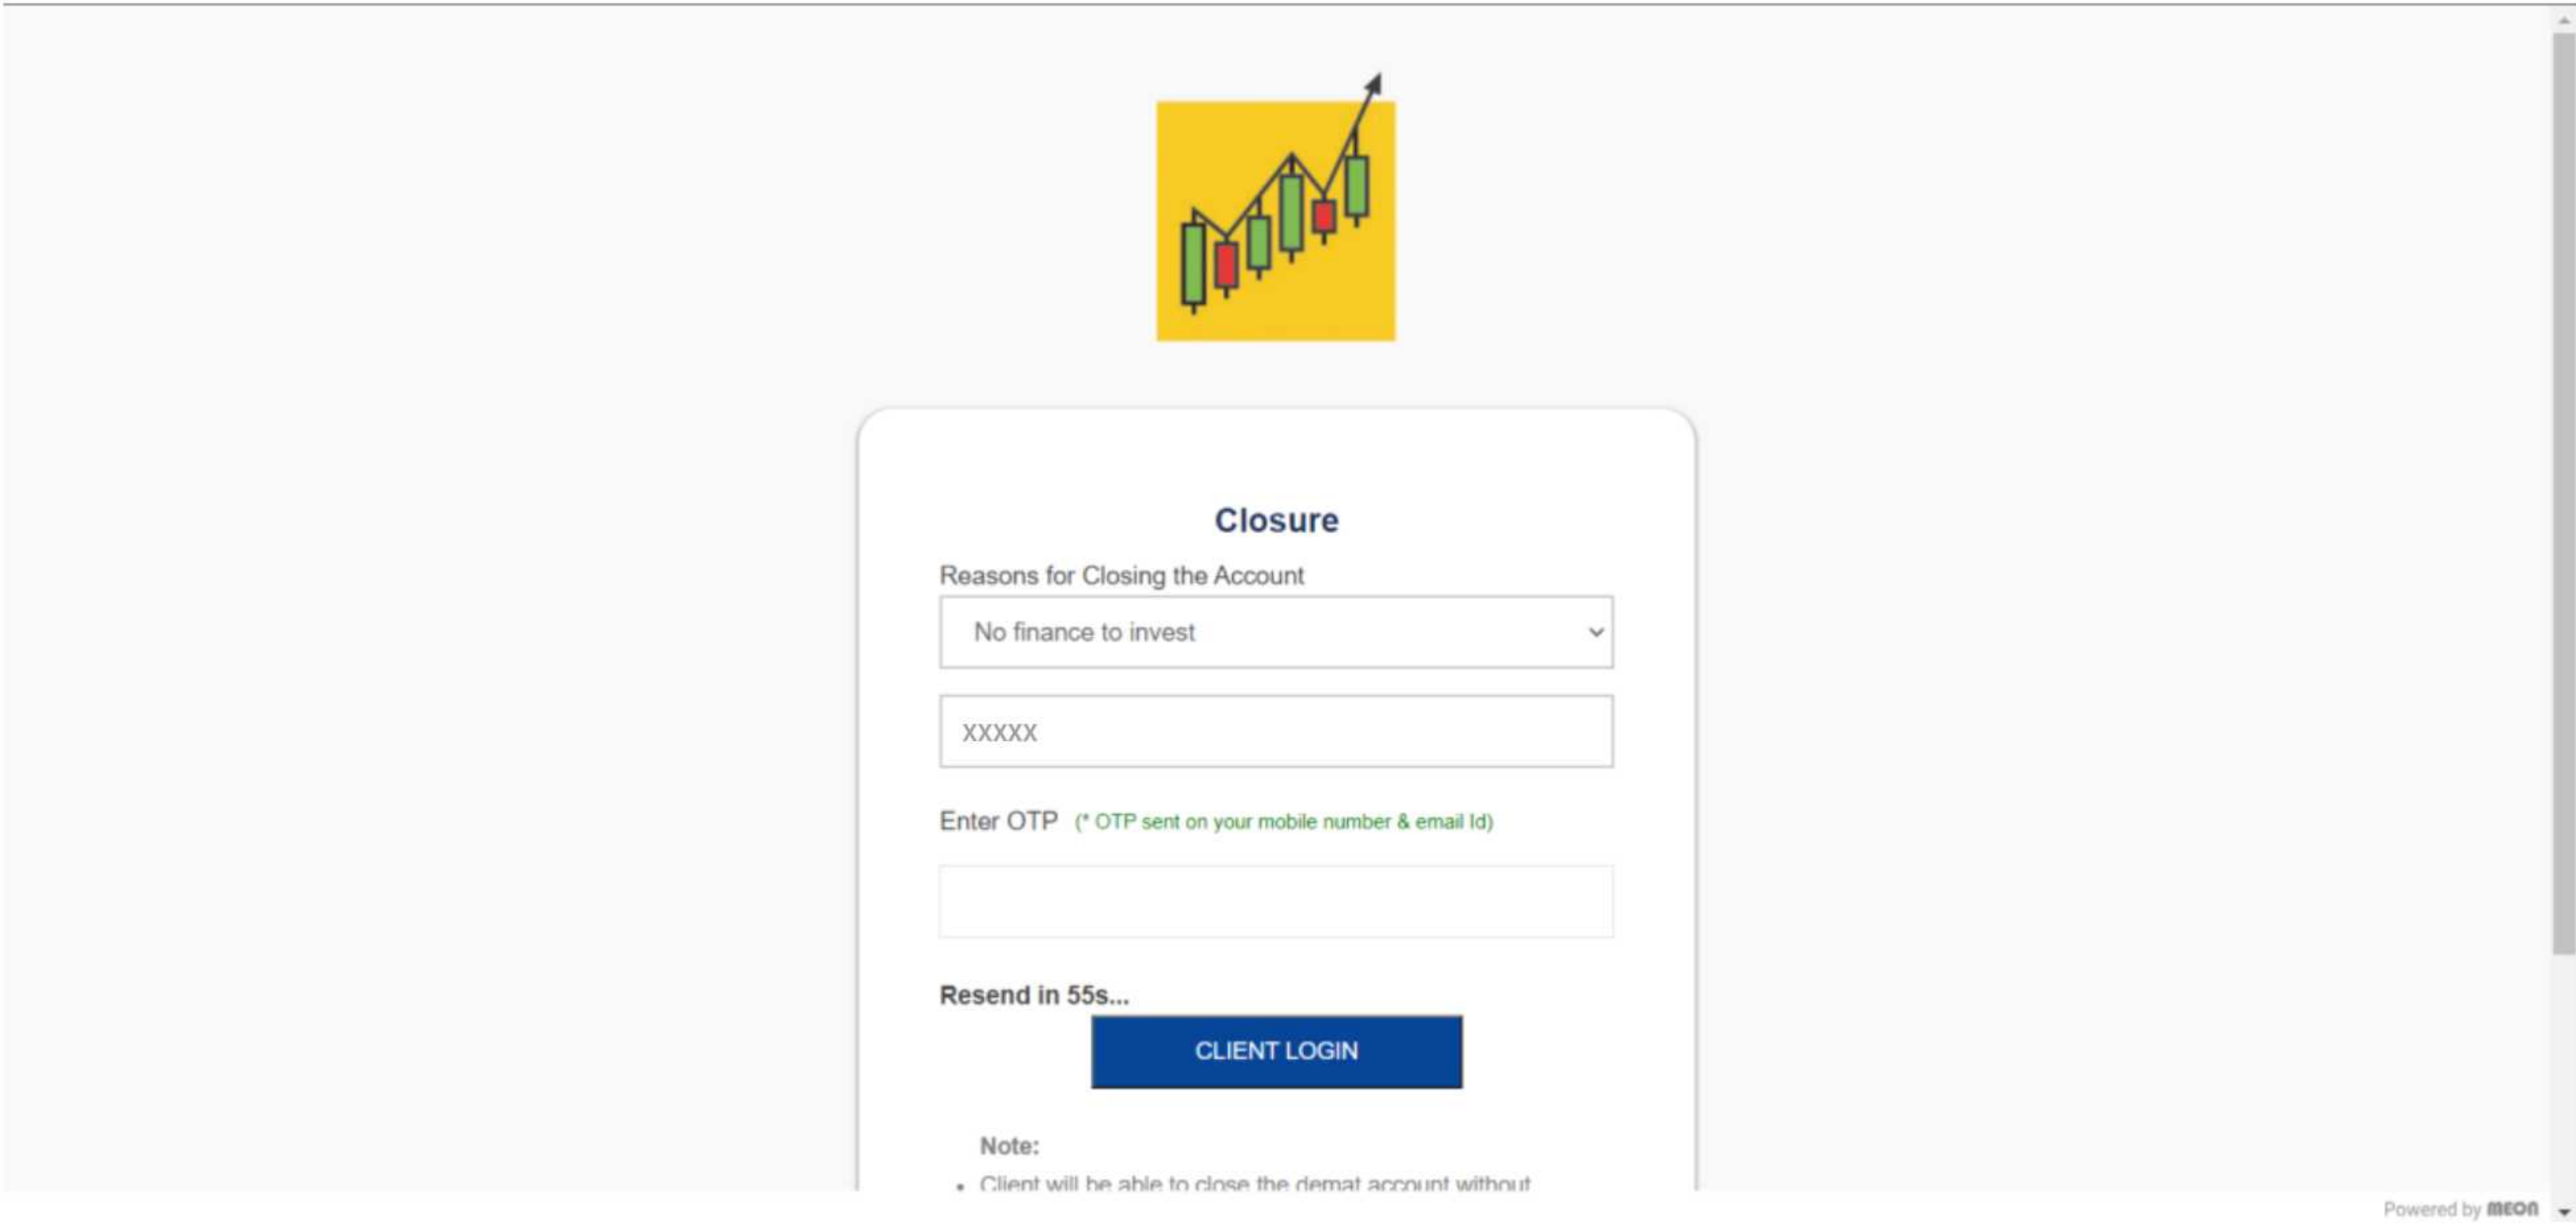 Closure
Reasons for Closing the Account
No finance to invest
XXXXX
Enter OTP (* OTP sent on your mobile number & email Id)
Resend in 55s...
CLIENT LOGIN
Note:
• Client will be able to close the demat account without
Powered by MEON